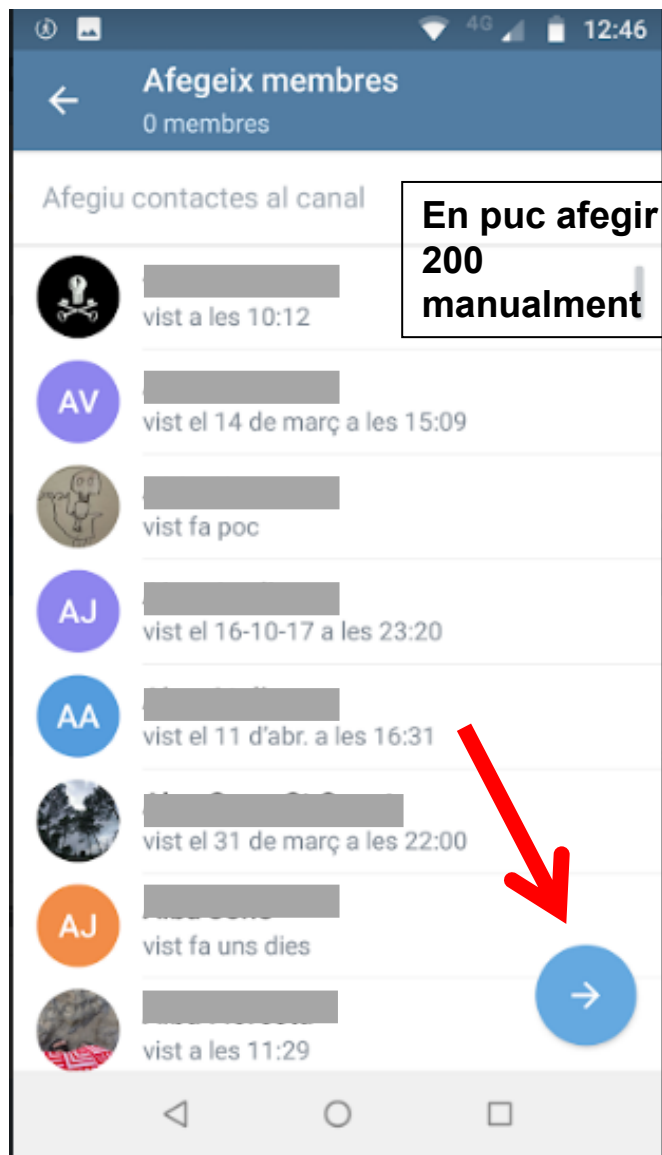 4G 12:46
Afegeix membres
0 membres
Afegiu contactes al canal
En puc afegir
200
manualment
vist a les 10:12
AV
vist el 14 de març a les 15:09
vist fa poc
AJ
vist el 16-10-17 a les 23:20
AA
vist el 11 d'abr. a les 16:31
vist el 31 de març a les 22:00
AJ
vist fa uns dies
vist a les 11:29